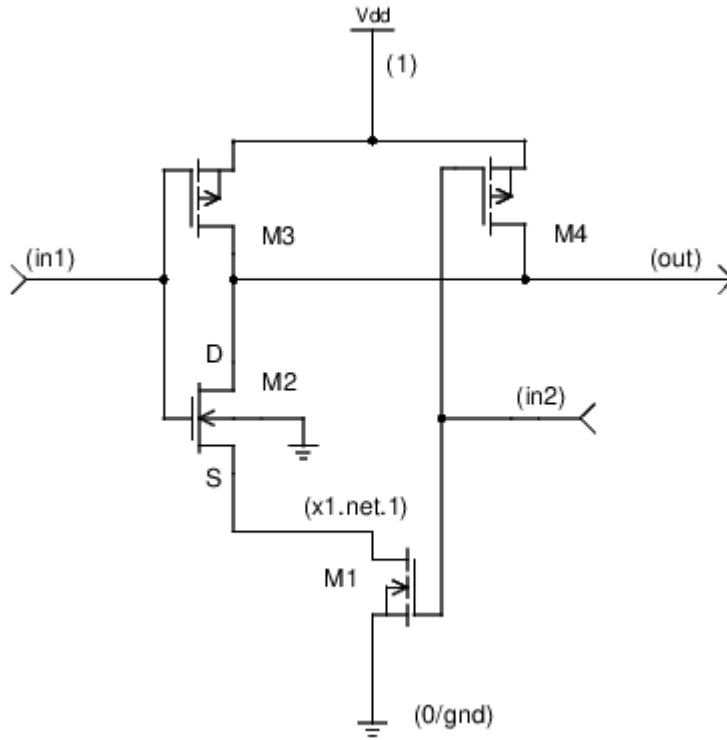 Vdd
(1)
M3
M4
(in1)
(out)
D
M2
(in2)
S
(x1.net.1)
M1
(0/gnd)